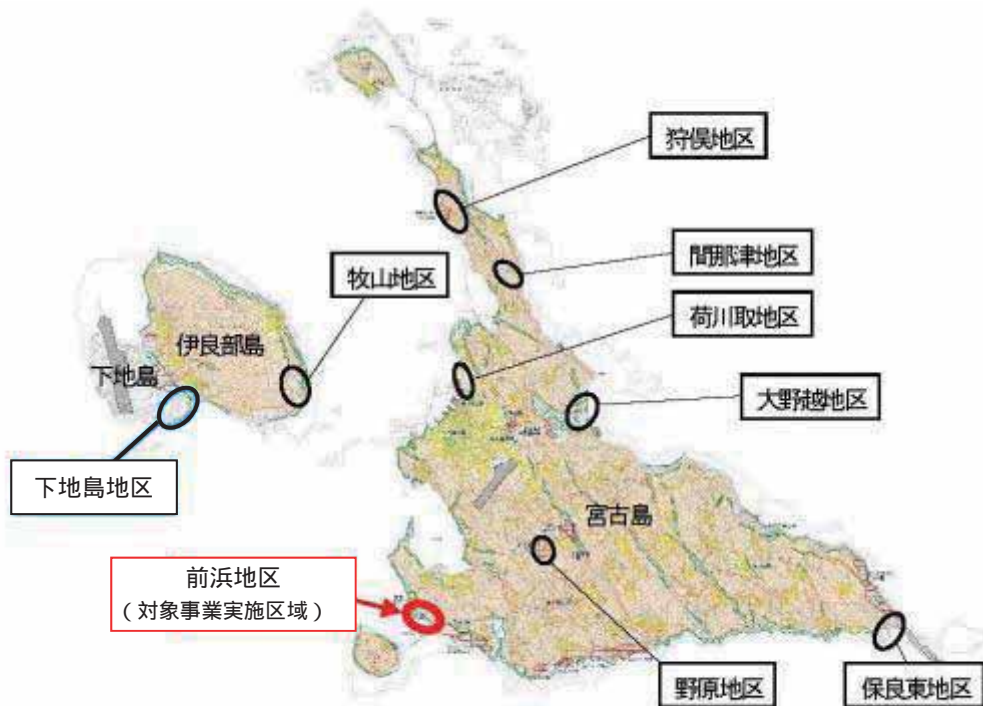 狩俣地区
間那津地区
牧山地区
荷川取地区
伊良部島
下地島
大野越地区
下地島地区
宮古島
前浜地区
(対象事業実施区域)
野原地区
保良東地区